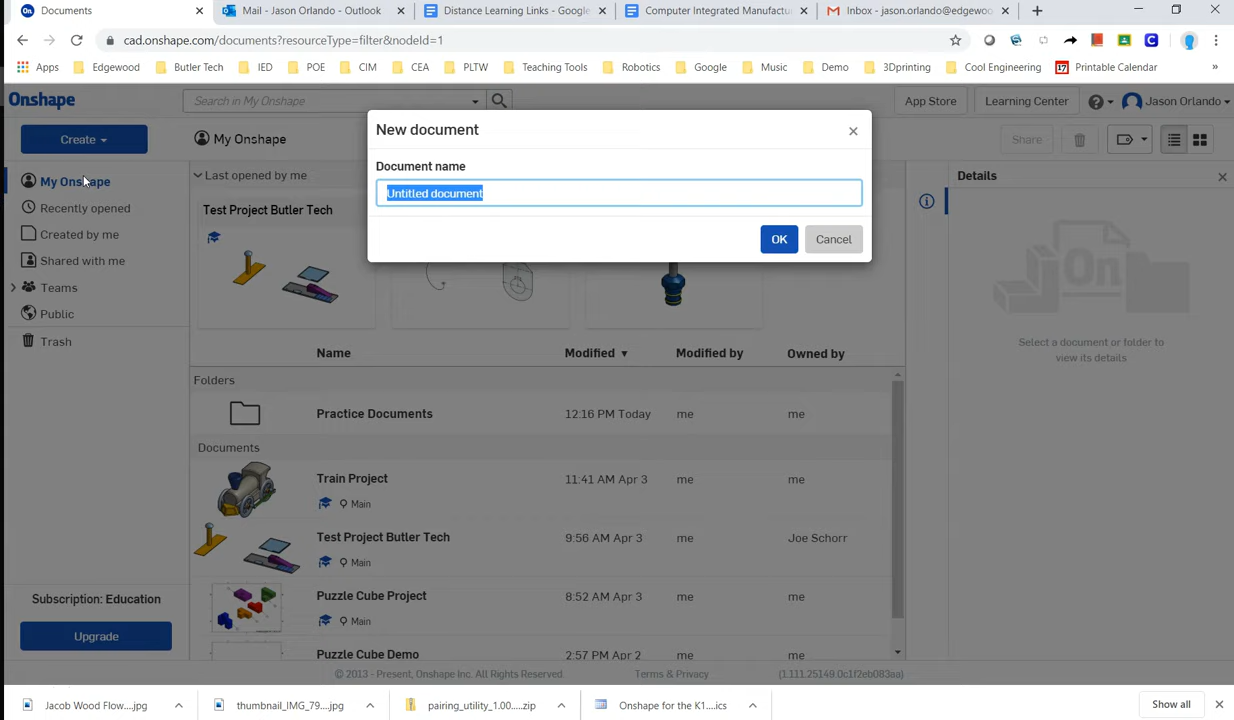 Documents
Mail - Jason Orlando - Outlook
Distance Learning Links - Google
Computer Integrated Manufactu
Inbox - jason.orlando@edgewoo
cad.onshape.com/documents?resourceType=filter&nodeId=1
Apps
Edgewood
Butler Tech
IED
POE
CIM
CEA
PLTW
Teaching Tools
Robotics
Google
Music
Demo
3Dprinting
Cool Engineering
17
Printable Calendar
»
Onshape
Search in My Onshape
App Store
Learning Center
Jason Orlando
Create
My Onshape
Share
New document
Document name
Untitled document
OK
Cancel
My Onshape
Recently opened
Created by me
Shared with me
Teams
Public
Trash
Last opened by me
Test Project Butler Tech
Details
Select a document or folder to
view its details
Name
Modified ▼
Modified by
Owned by
Folders
Practice Documents
12:16 PM Today
me
me
Documents
Train Project
11:41 AM Apr 3
me
me
Main
Test Project Butler Tech
9:56 AM Apr 3
me
Joe Schorr
Main
Puzzle Cube Project
8:52 AM Apr 3
me
me
Main
Puzzle Cube Demo
2:57 PM Apr 2
me
me
Subscription: Education
Upgrade
© 2013 - Present, Onshape Inc. All Rights Reserved
Terms & Privacy
(1.111.25149.0c1f2eb083aa)
Jacob Wood Flow....jpg
thumbnail_IMG_79....jpg
pairing_utility_1.00.....zip
Onshape for the K1....ics
Show all